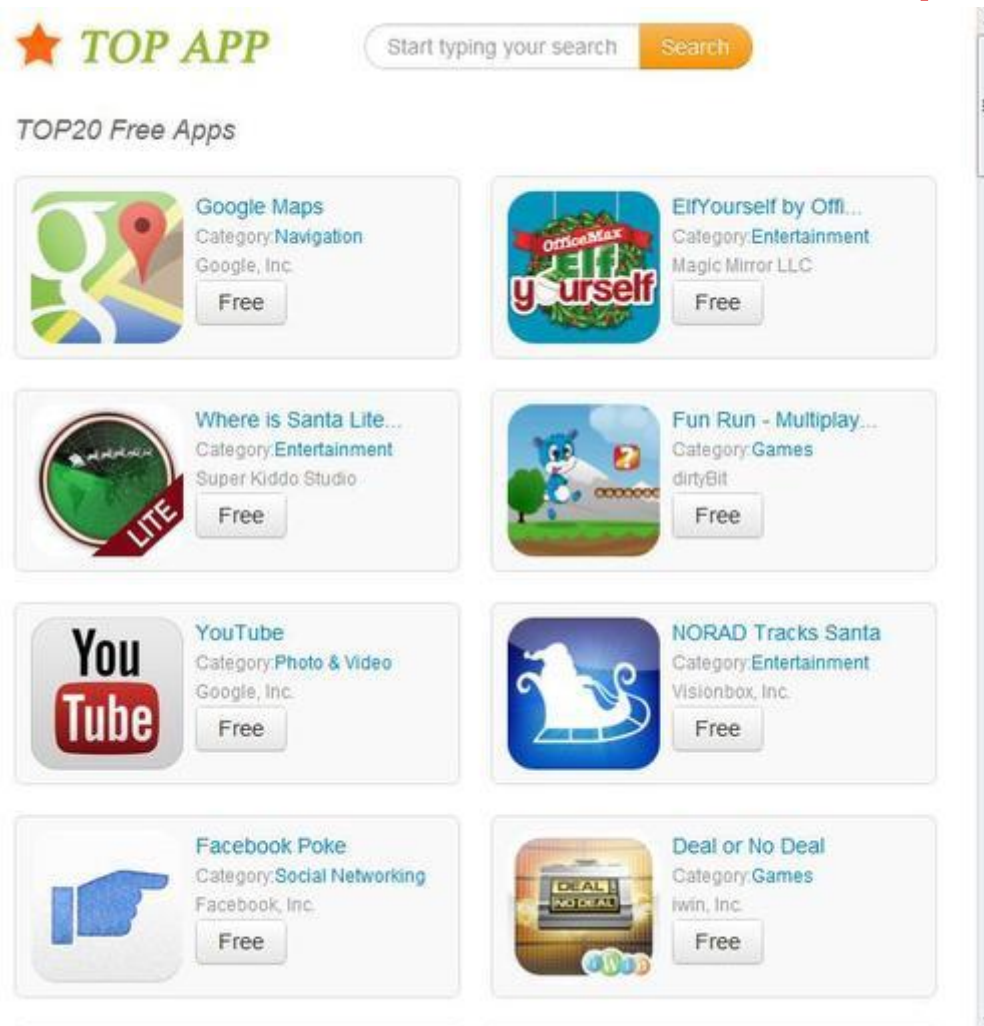 TOP APP
Start typing your search
Search
TOP20 Free Apps
Google Maps
Category:Navigation
Google, Inc.
Free
OfficeMax
Elf
yourself
ElfYourself by Offi...
Category:Entertainment
Magic Mirror LLC
Free
LITE
Where is Santa Lite...
Category:Entertainment
Super Kiddo Studio
Free
?
Fun Run - Multiplay...
Category:Games
dirtyBit
Free
You
Tube
YouTube
Category:Photo & Video
Google, Inc.
Free
NORAD Tracks Santa
Category:Entertainment
Visionbox, Inc.
Free
Facebook Poke
Category:Social Networking
Facebook, Inc.
Free
DEAL
NO DEAL
iwin
Deal or No Deal
Category:Games
iwin, Inc.
Free